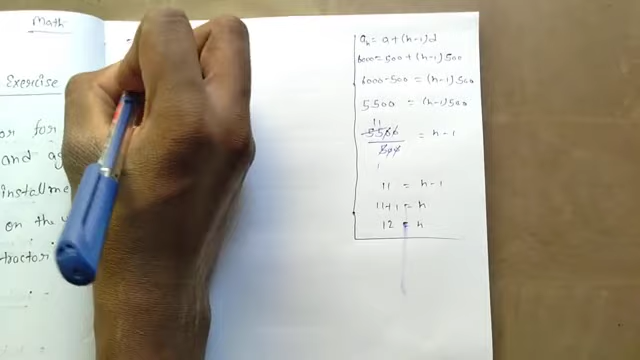 Math
Exercise
or for
and ag
installme
on the
tractor
aₙ = a + (n-1)d
6000 = 500 + (n-1)500
6000-500 = (n-1)500
5500 = (n-1)500
11
5500 = n-1
500
1
11 = n-1
11+1 = n
12 = n